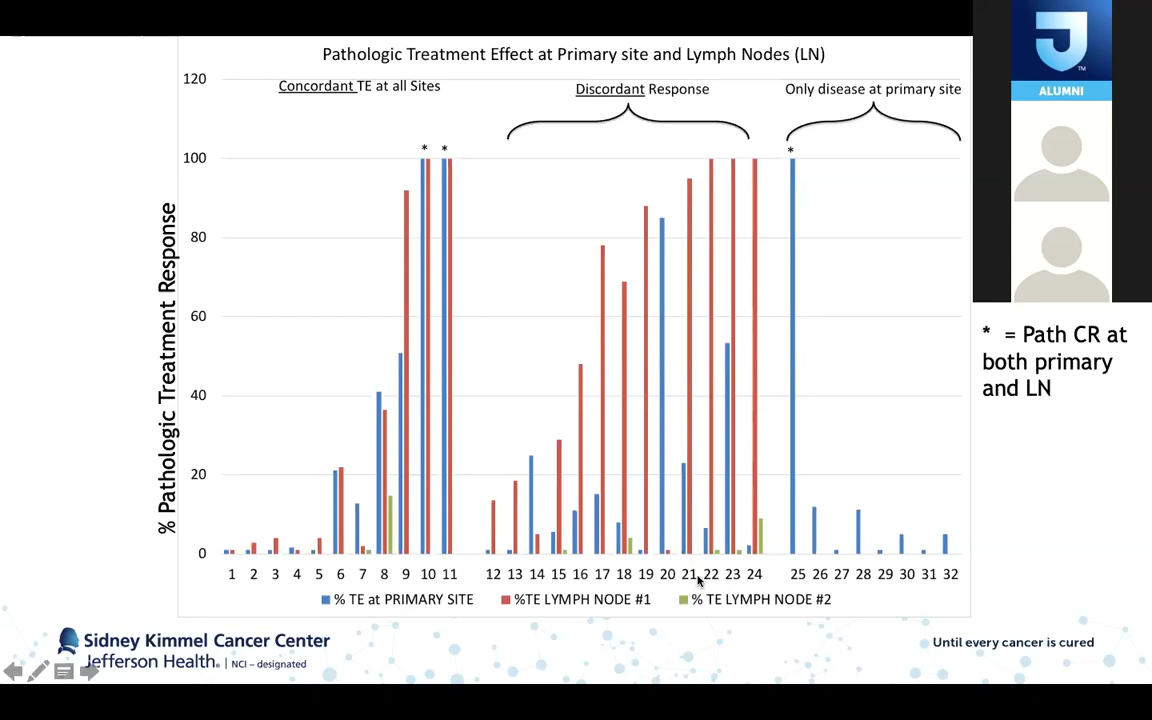 Pathologic Treatment Effect at Primary site and Lymph Nodes (LN)
120
Concordant TE at all Sites
Discordant Response
Only disease at primary site
ALUMNI
* * *
100
80
60
40
20
0
% Pathologic Treatment Response
1 2 3 4 5 6 7 8 9 10 11 12 13 14 15 16 17 18 19 20 21 22 23 24 25 26 27 28 29 30 31 32
% TE at PRIMARY SITE %TE LYMPH NODE #1 % TE LYMPH NODE #2
* = Path CR at
both primary
and LN
Sidney Kimmel Cancer Center
Jefferson Health. | NCI – designated
Until every cancer is cured
J
TM